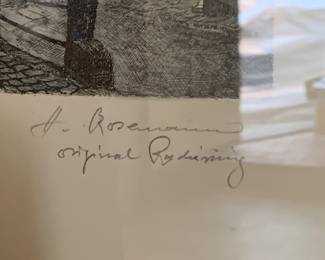 H. Rosemann
original Radierung